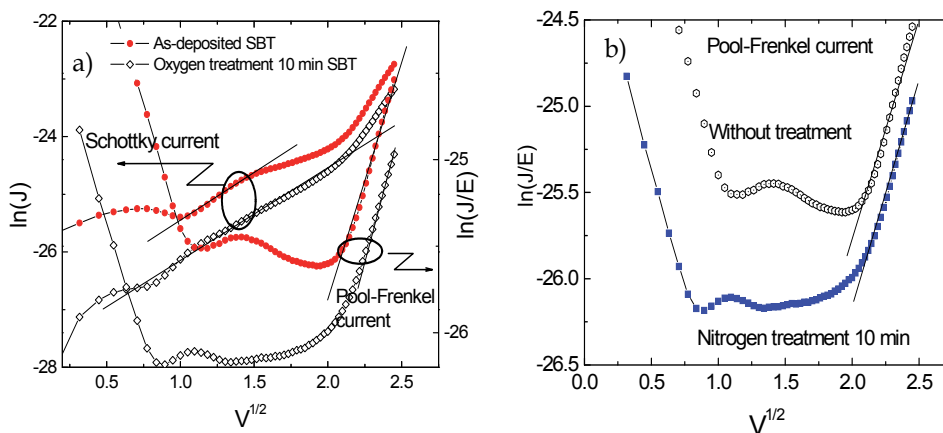 a)
As-deposited SBT
Oxygen treatment 10 min SBT
Schottky current
Pool-Frenkel
current
ln(J)
-22
-24
-26
-28
ln(J/E)
-25
-26
0.5 1.0 1.5 2.0 2.5
V1/2
b)
Pool-Frenkel current
Without treatment
Nitrogen treatment 10 min
ln(J/E)
-24.5
-25.0
-25.5
-26.0
-26.5
0.0 0.5 1.0 1.5 2.0 2.5
V1/2